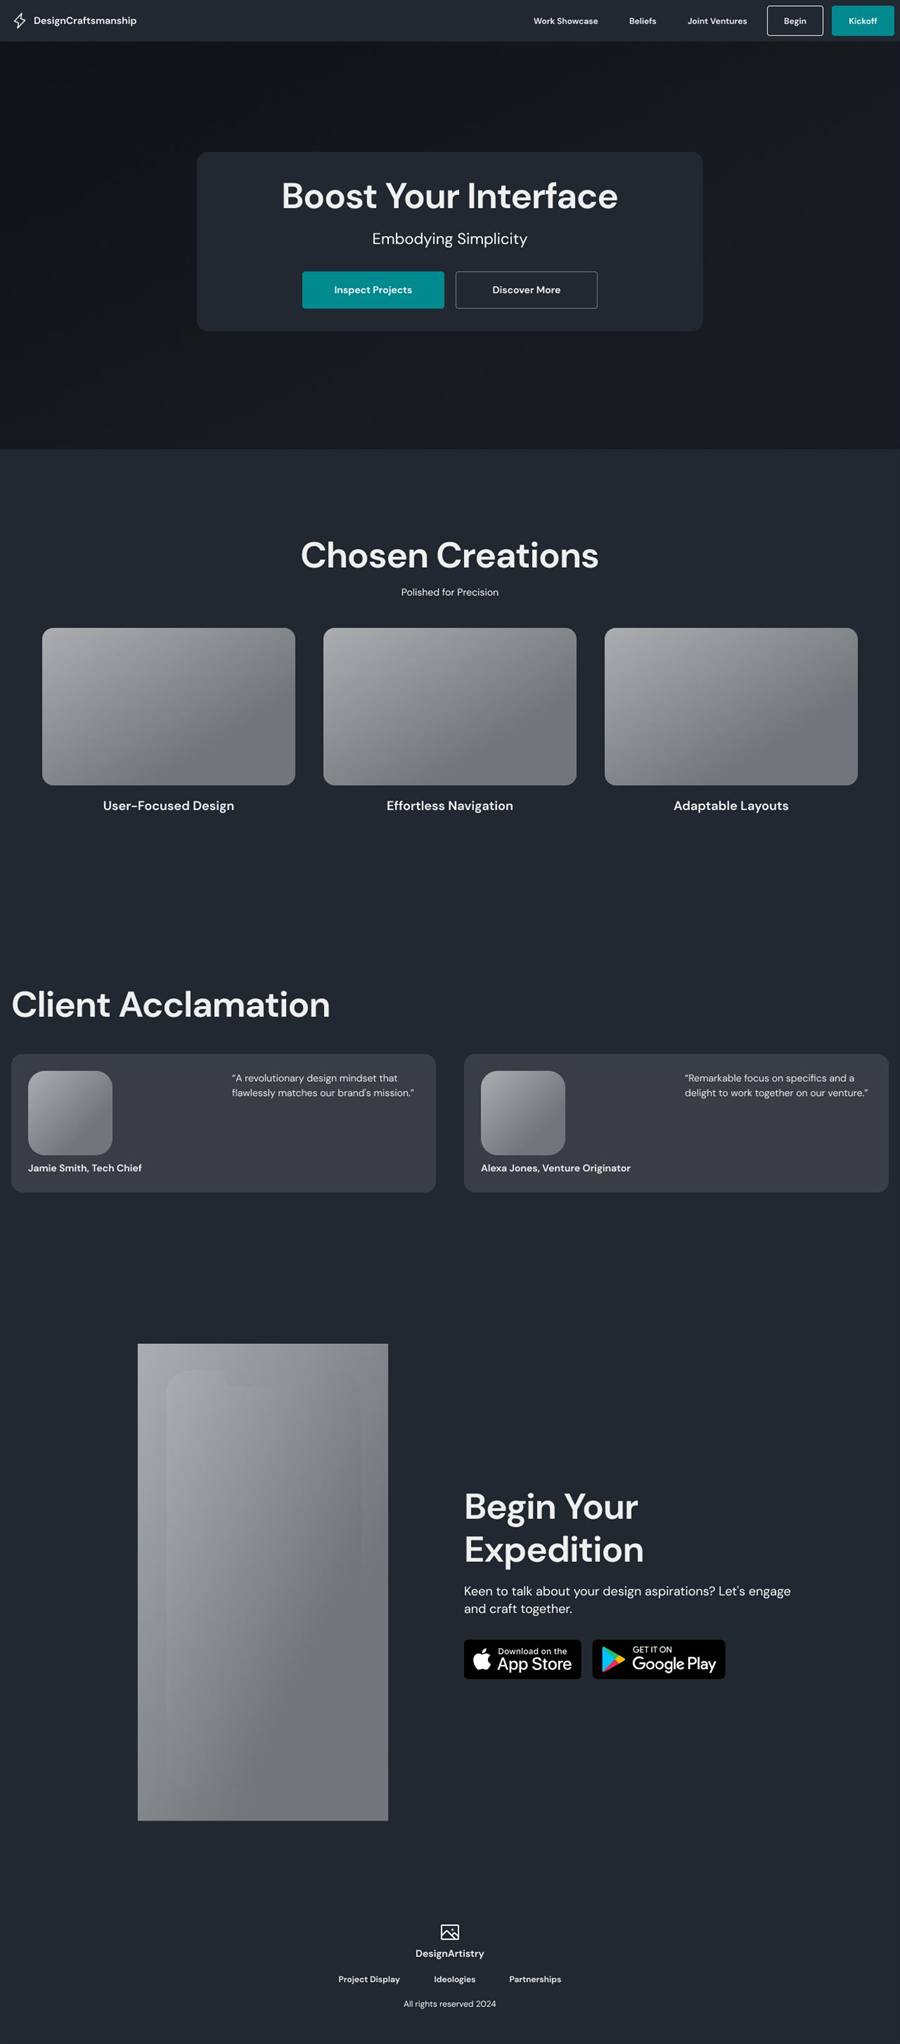 DesignCraftsmanship
Work Showcase
Beliefs
Joint Ventures
Begin
Kickoff
Boost Your Interface
Embodying Simplicity
Inspect Projects
Discover More
Chosen Creations
Polished for Precision
User-Focused Design
Effortless Navigation
Adaptable Layouts
Client Acclamation
“A revolutionary design mindset that
flawlessly matches our brand's mission.”
Jamie Smith, Tech Chief
“Remarkable focus on specifics and a
delight to work together on our venture.”
Alexa Jones, Venture Originator
Begin Your
Expedition
Keen to talk about your design aspirations? Let's engage
and craft together.
Download on the
App Store
GET IT ON
Google Play
DesignArtistry
Project Display
Ideologies
Partnerships
All rights reserved 2024